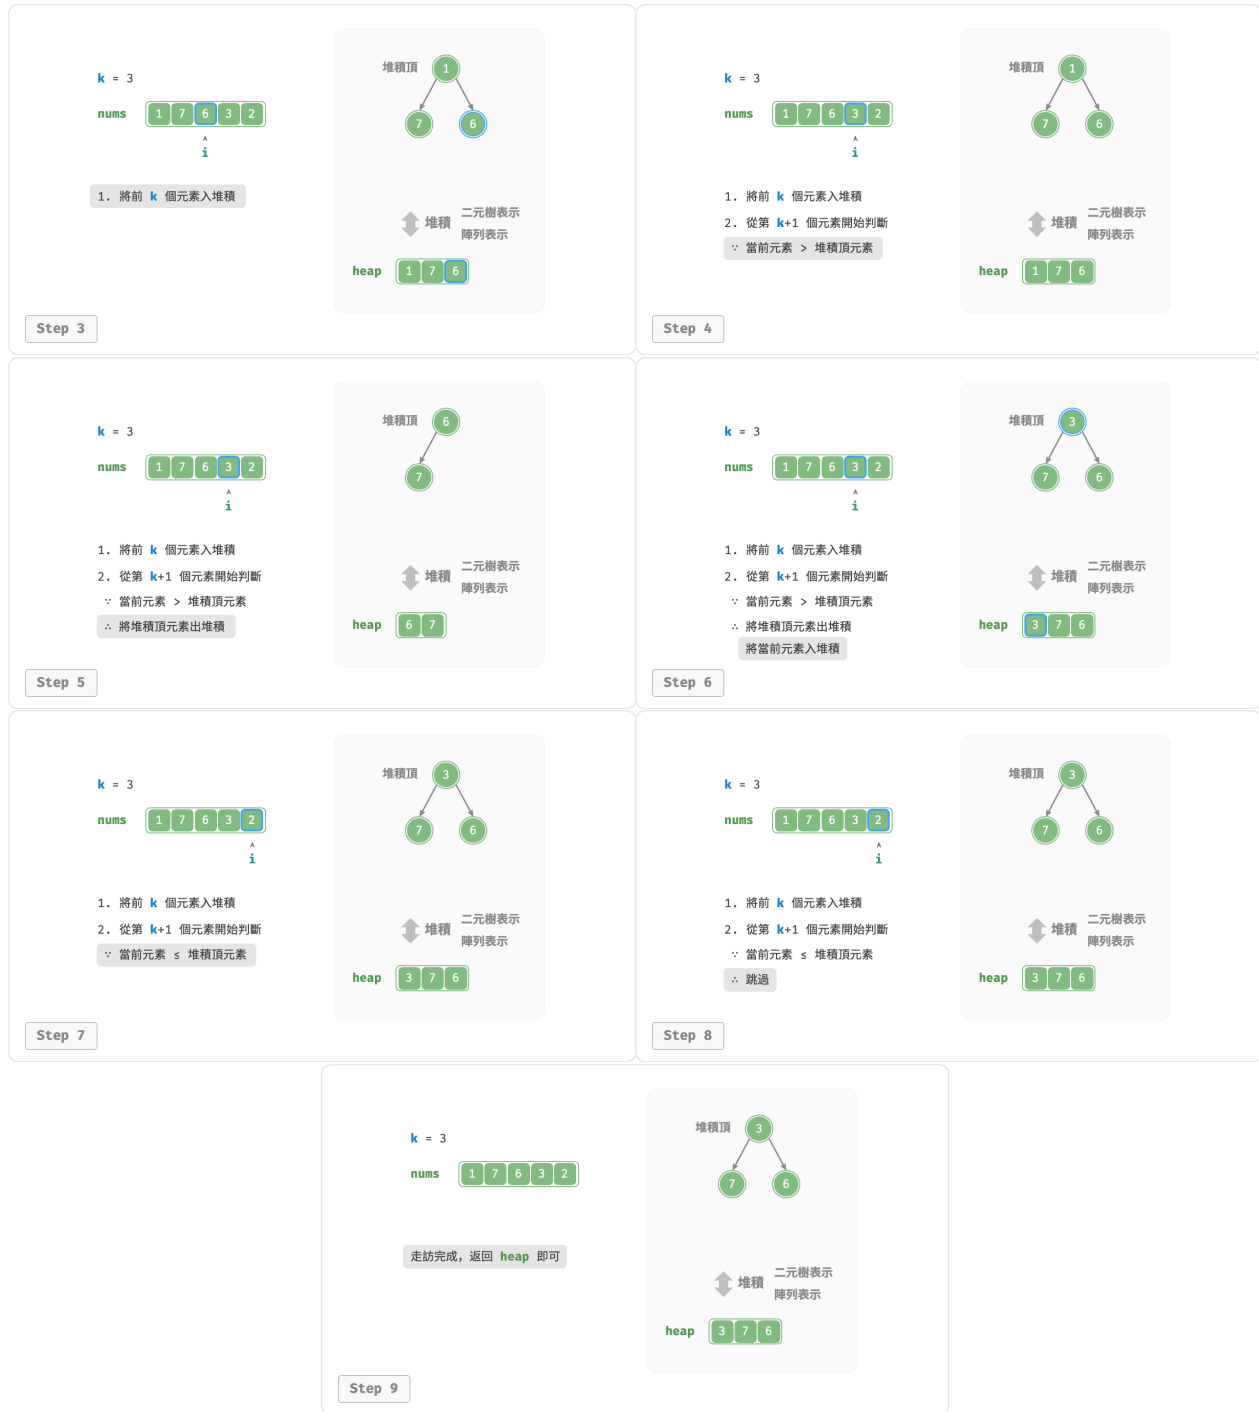 k = 3
nums 1 7 6 3 2
i
1. 將前 k 個元素入堆積
堆積頂 1
7 6
堆積 二元樹表示
陣列表示
heap 1 7 6
Step 3
k = 3
nums 1 7 6 3 2
i
1. 將前 k 個元素入堆積
2. 從第 k+1 個元素開始判斷
∵ 當前元素 > 堆積頂元素
堆積頂 1
7 6
堆積 二元樹表示
陣列表示
heap 1 7 6
Step 4
k = 3
nums 1 7 6 3 2
i
1. 將前 k 個元素入堆積
2. 從第 k+1 個元素開始判斷
∵ 當前元素 > 堆積頂元素
∴ 將堆積頂元素出堆積
堆積頂 6
7
堆積 二元樹表示
陣列表示
heap 6 7
Step 5
k = 3
nums 1 7 6 3 2
i
1. 將前 k 個元素入堆積
2. 從第 k+1 個元素開始判斷
∵ 當前元素 > 堆積頂元素
∴ 將堆積頂元素出堆積
將當前元素入堆積
堆積頂 3
7 6
堆積 二元樹表示
陣列表示
heap 3 7 6
Step 6
k = 3
nums 1 7 6 3 2
i
1. 將前 k 個元素入堆積
2. 從第 k+1 個元素開始判斷
∵ 當前元素 ≤ 堆積頂元素
堆積頂 3
7 6
堆積 二元樹表示
陣列表示
heap 3 7 6
Step 7
k = 3
nums 1 7 6 3 2
i
1. 將前 k 個元素入堆積
2. 從第 k+1 個元素開始判斷
∵ 當前元素 ≤ 堆積頂元素
∴ 跳過
堆積頂 3
7 6
堆積 二元樹表示
陣列表示
heap 3 7 6
Step 8
k = 3
nums 1 7 6 3 2
走訪完成，返回 heap 即可
堆積頂 3
7 6
堆積 二元樹表示
陣列表示
heap 3 7 6
Step 9